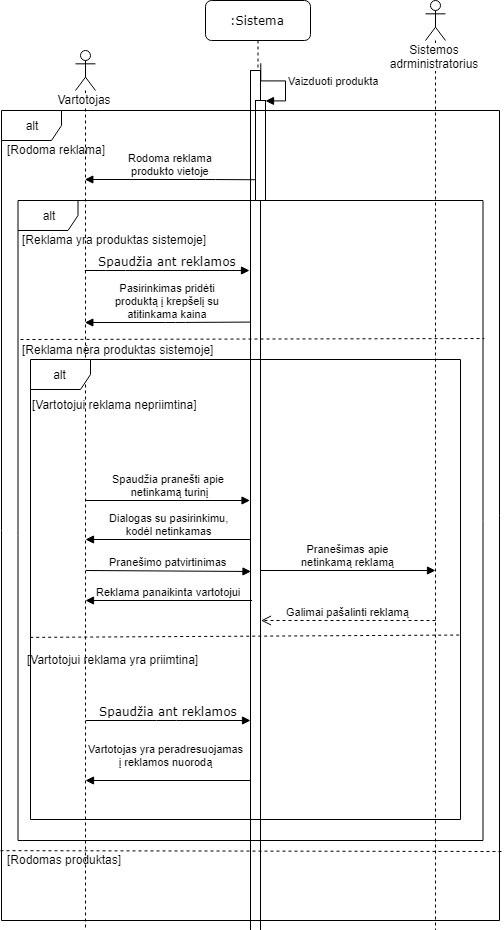 :Sistema
Sistemos
adrministratorius
Vartotojas
Vaizduoti produkta
alt
[Rodoma reklama]
Rodoma reklama
produkto vietoje
alt
[Reklama yra produktas sistemoje]
Spaudžia ant reklamos
Pasirinkimas pridėti
produktą į krepšelį su
atitinkama kaina
[Reklama nėra produktas sistemoje]
alt
[Vartotojui reklama nepriimtina]
Spaudžia pranešti apie
netinkamą turinį
Dialogas su pasirinkimu,
kodėl netinkamas
Pranešimo patvirtinimas
Pranešimas apie
netinkamą reklamą
Reklama panaikinta vartotojui
Galimai pašalinti reklamą
[Vartotojui reklama yra priimtina]
Spaudžia ant reklamos
Vartotojas yra peradresuojamas
į reklamos nuorodą
[Rodomas produktas]